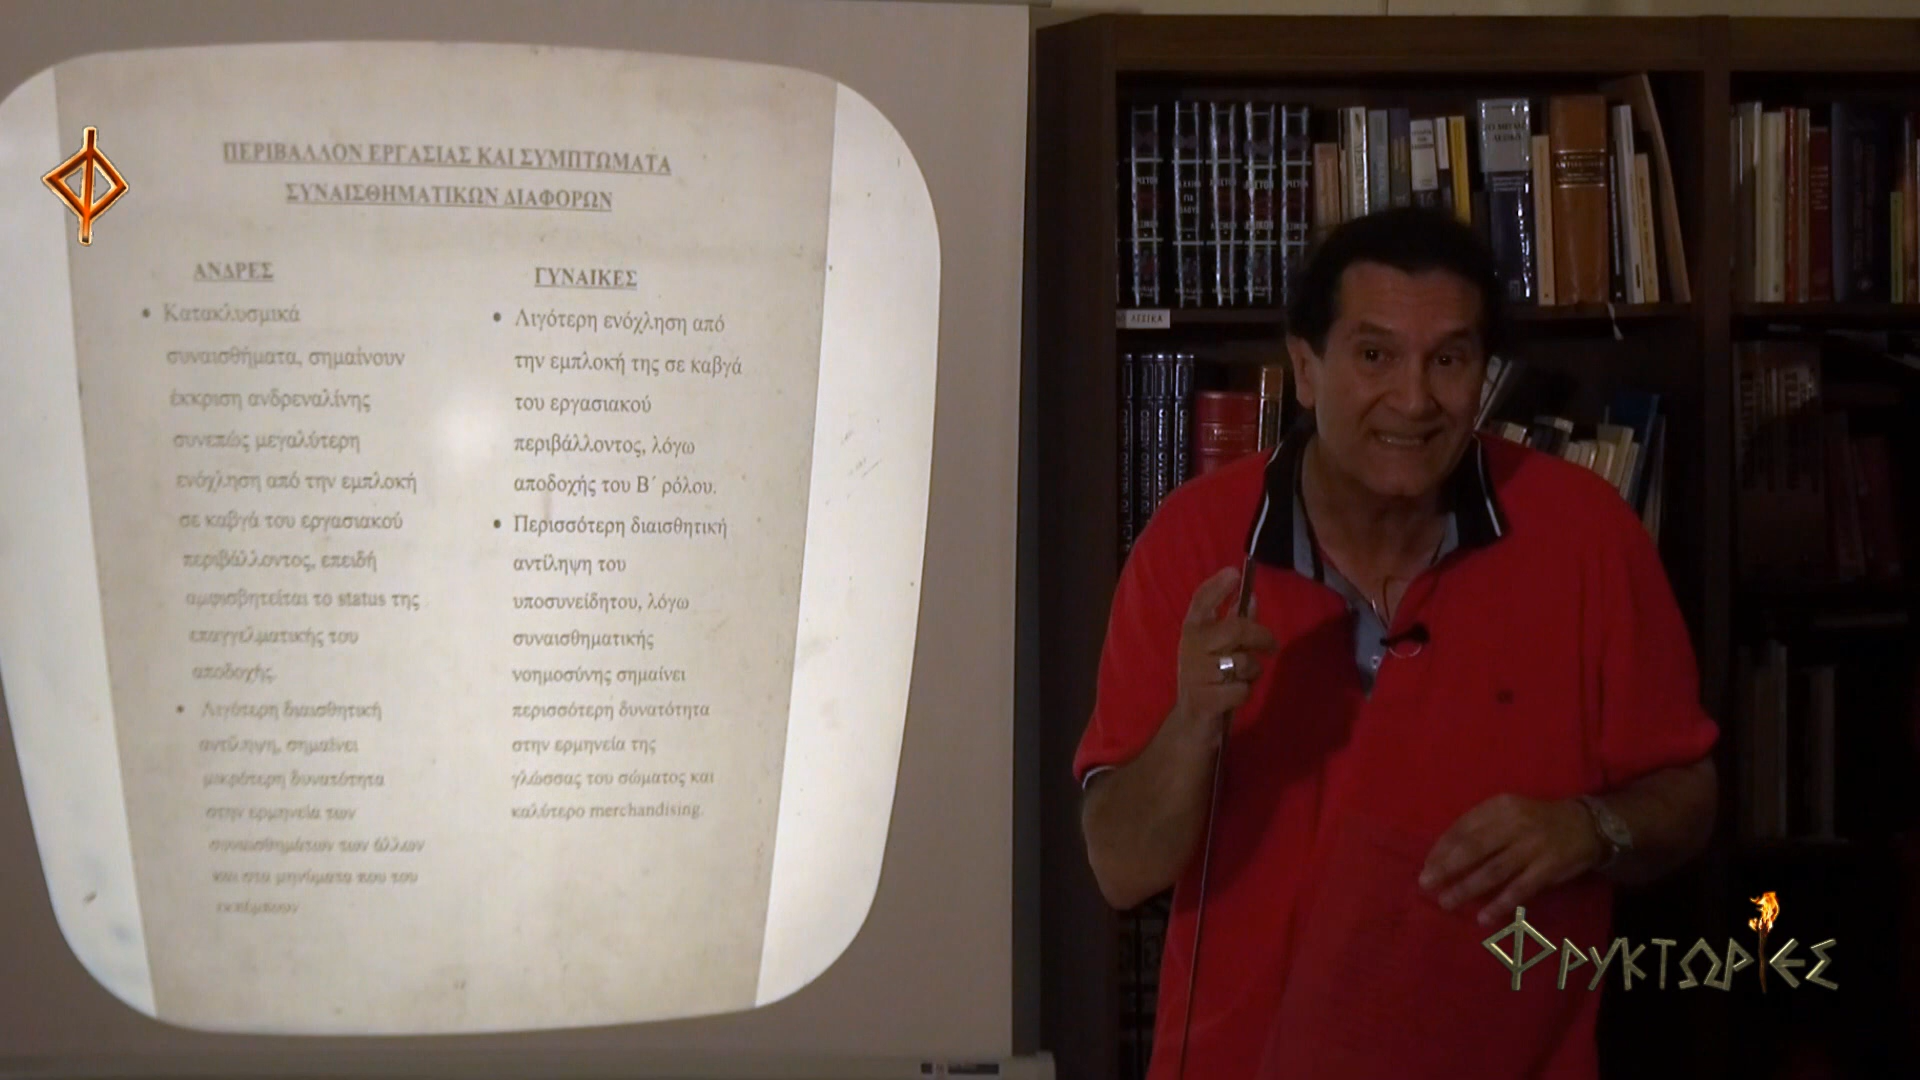 ΠΕΡΙΒΑΛΛΟΝ ΕΡΓΑΣΙΑΣ ΚΑΙ ΣΥΜΠΤΩΜΑΤΑ
ΣΥΝΑΙΣΘΗΜΑΤΙΚΩΝ ΔΙΑΦΟΡΩΝ
ΑΝΔΡΕΣ
• Κατακλυσμικά
συναισθήματα, σημαίνουν
έκκριση ανδρεναλίνης
συνεπώς μεγαλύτερη
ενόχληση από την εμπλοκή
σε καβγά του εργασιακού
περιβάλλοντος, επειδή
αμφισβητείται το status της
επαγγελματικής του
αποδοχής.
• Λιγότερη διαισθητική
αντίληψη, σημαίνει
μικρότερη δυνατότητα
στην ερμηνεία των
συναισθημάτων των άλλων
και στα μηνύματα που του
εκπέμπουν
ΓΥΝΑΙΚΕΣ
• Λιγότερη ενόχληση από
την εμπλοκή της σε καβγά
του εργασιακού
περιβάλλοντος, λόγω
αποδοχής του Β΄ ρόλου.
• Περισσότερη διαισθητική
αντίληψη του
υποσυνείδητου, λόγω
συναισθηματικής
νοημοσύνης σημαίνει
περισσότερη δυνατότητα
στην ερμηνεία της
γλώσσας του σώματος και
καλύτερο merchandising.
ΛΕΞΙΚΑ
ΦΡΥΚΤΩΡΙΕΣ